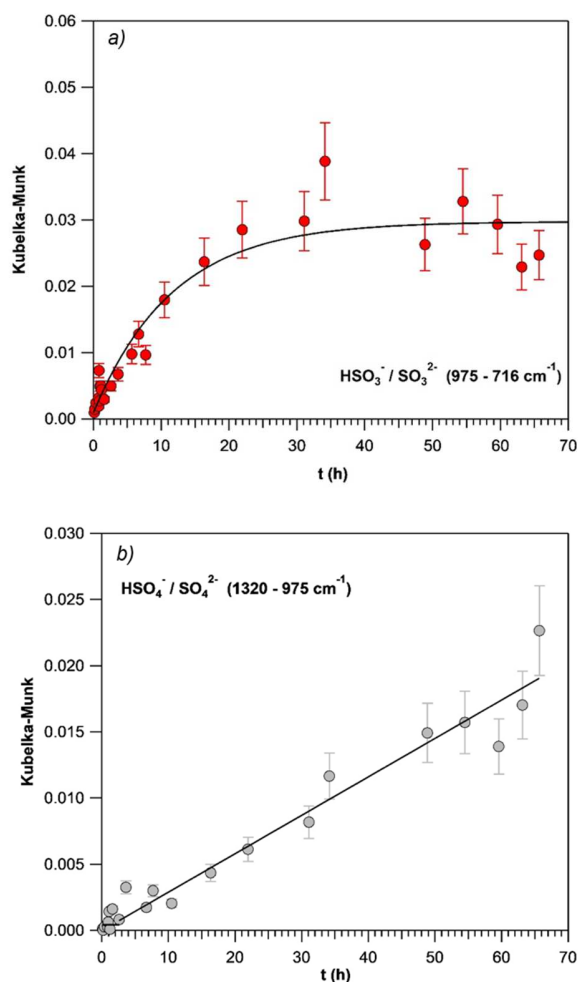 a)
0.06
0.05
0.04
0.03
0.02
0.01
0.00
Kubelka-Munk
HSO₃⁻ / SO₃²⁻ (975 - 716 cm⁻¹)
0 10 20 30 40 50 60 70
t (h)
b)
0.030
0.025
0.020
0.015
0.010
0.005
0.000
Kubelka-Munk
HSO₄⁻ / SO₄²⁻ (1320 - 975 cm⁻¹)
0 10 20 30 40 50 60 70
t (h)